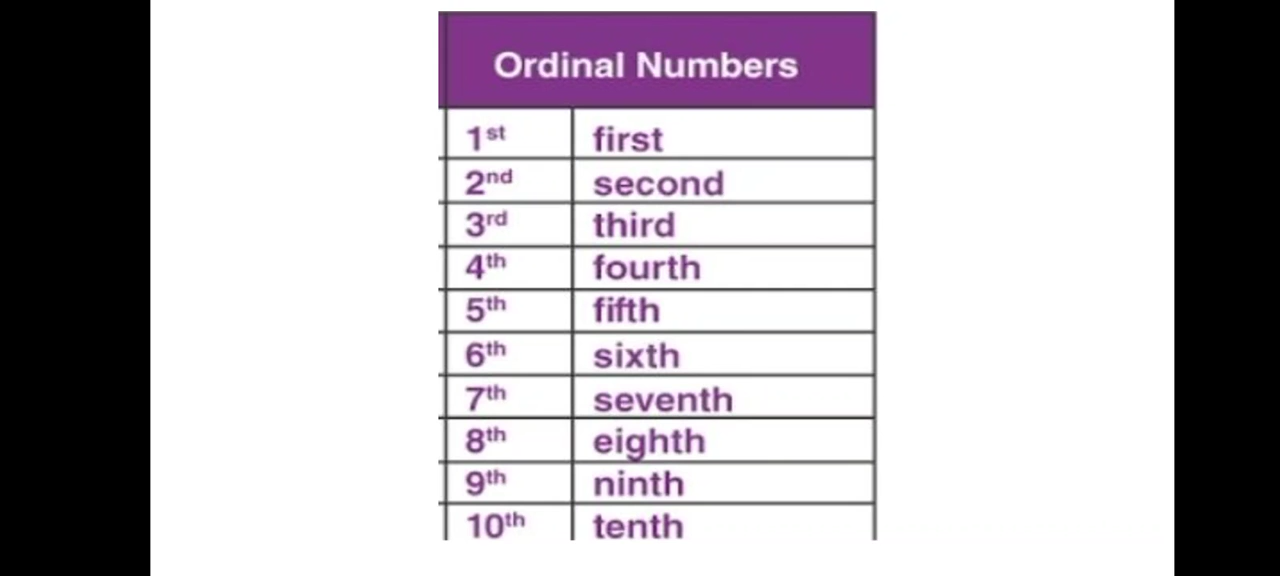 Ordinal Numbers
1st first
2nd second
3rd third
4th fourth
5th fifth
6th sixth
7th seventh
8th eighth
9th ninth
10th tenth